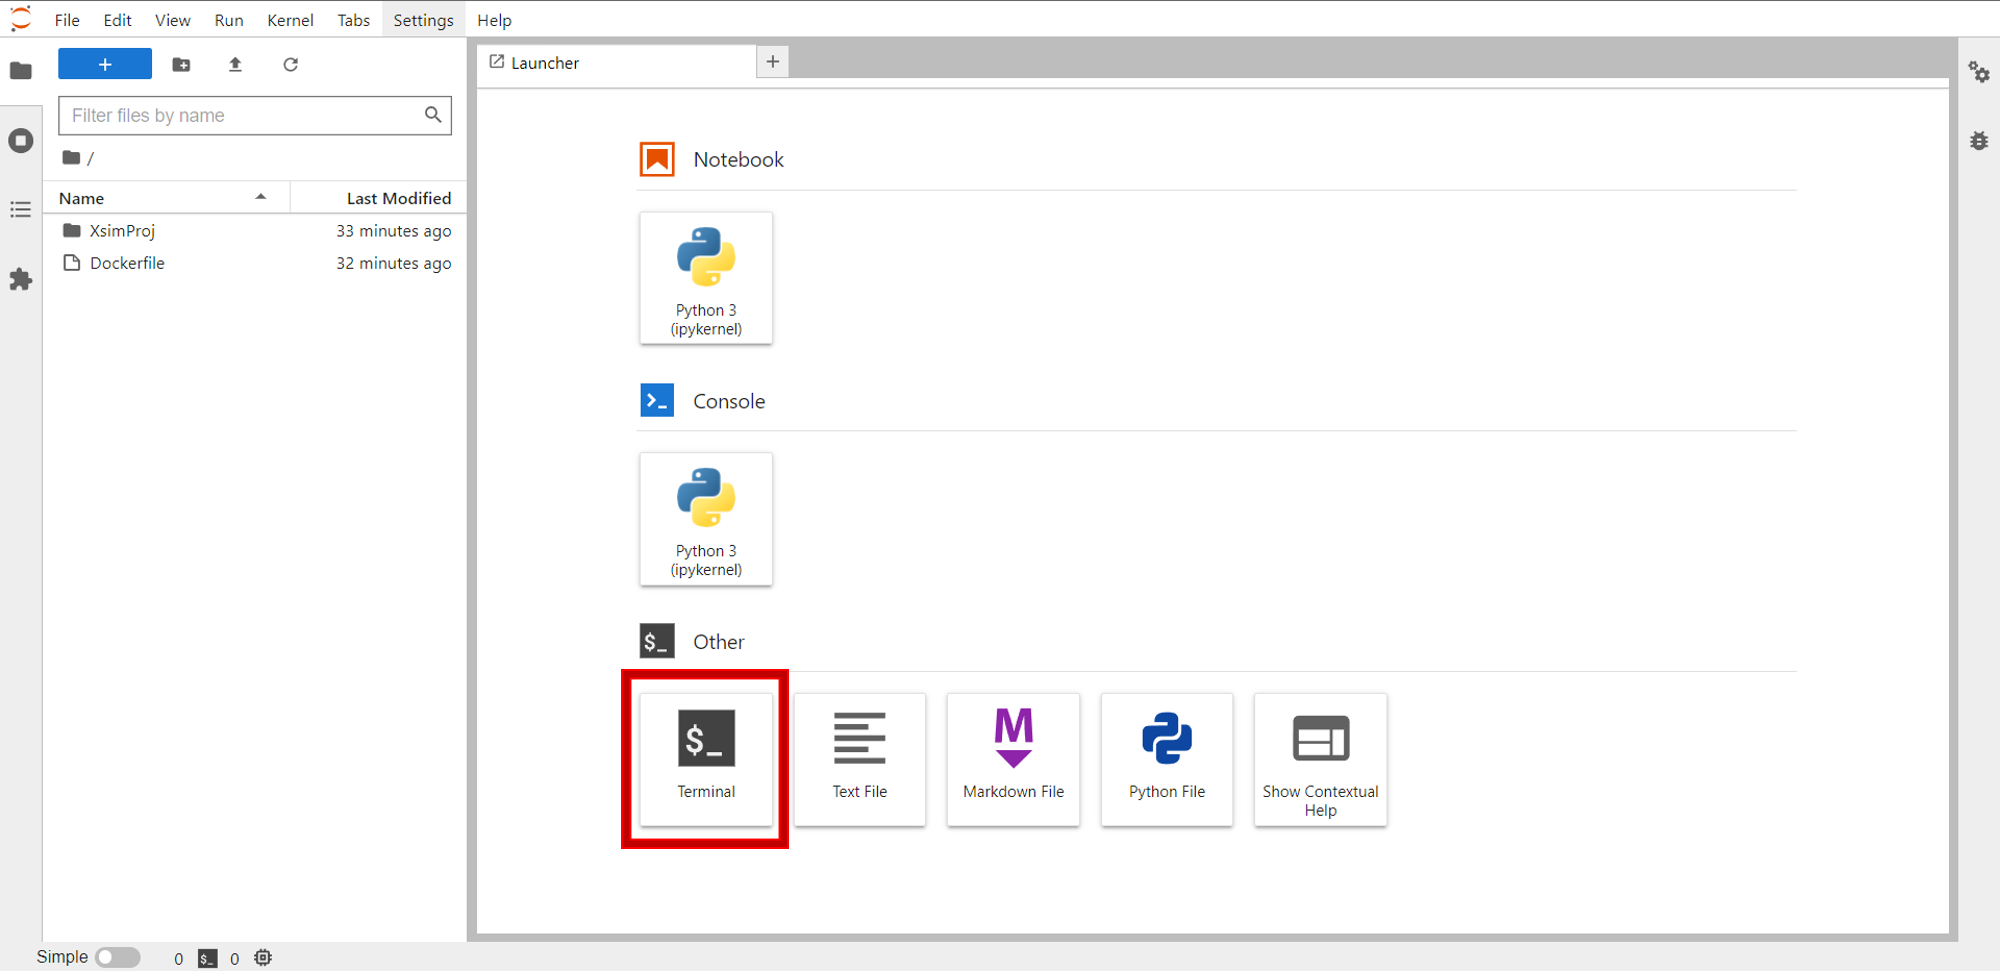 File Edit View Run Kernel Tabs Settings Help
+
Filter files by name
/
Name Last Modified
XsimProj 33 minutes ago
Dockerfile 32 minutes ago
Launcher +
Notebook
Python 3
(ipykernel)
>_ Console
Python 3
(ipykernel)
$_ Other
$_
Terminal
Text File
M
Markdown File
Python File
Show Contextual
Help
Simple 0 $_ 0